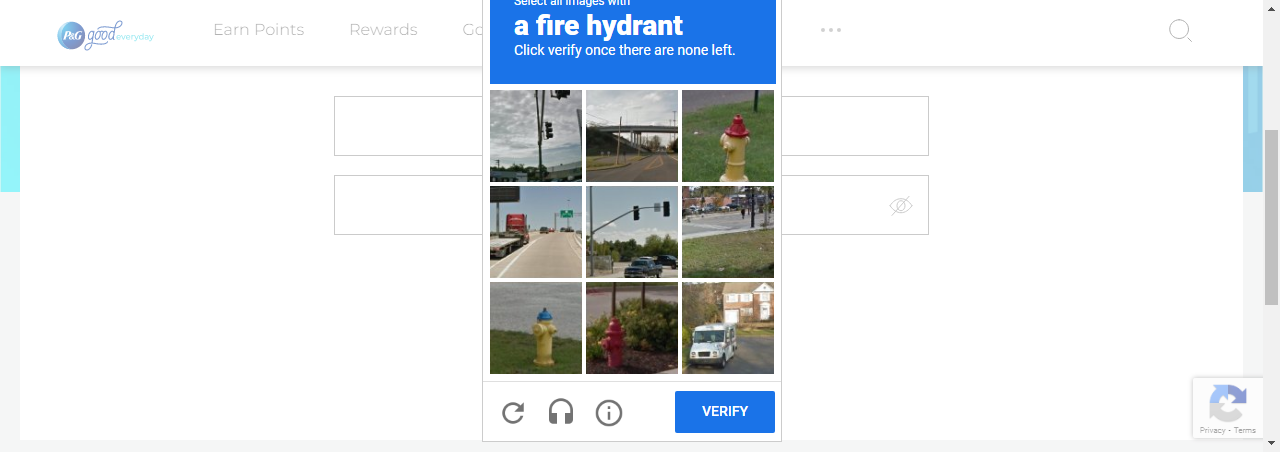 P&G good everyday
Earn Points
Rewards
Go
Select all images with
a fire hydrant
Click verify once there are none left.
VERIFY
Privacy - Terms